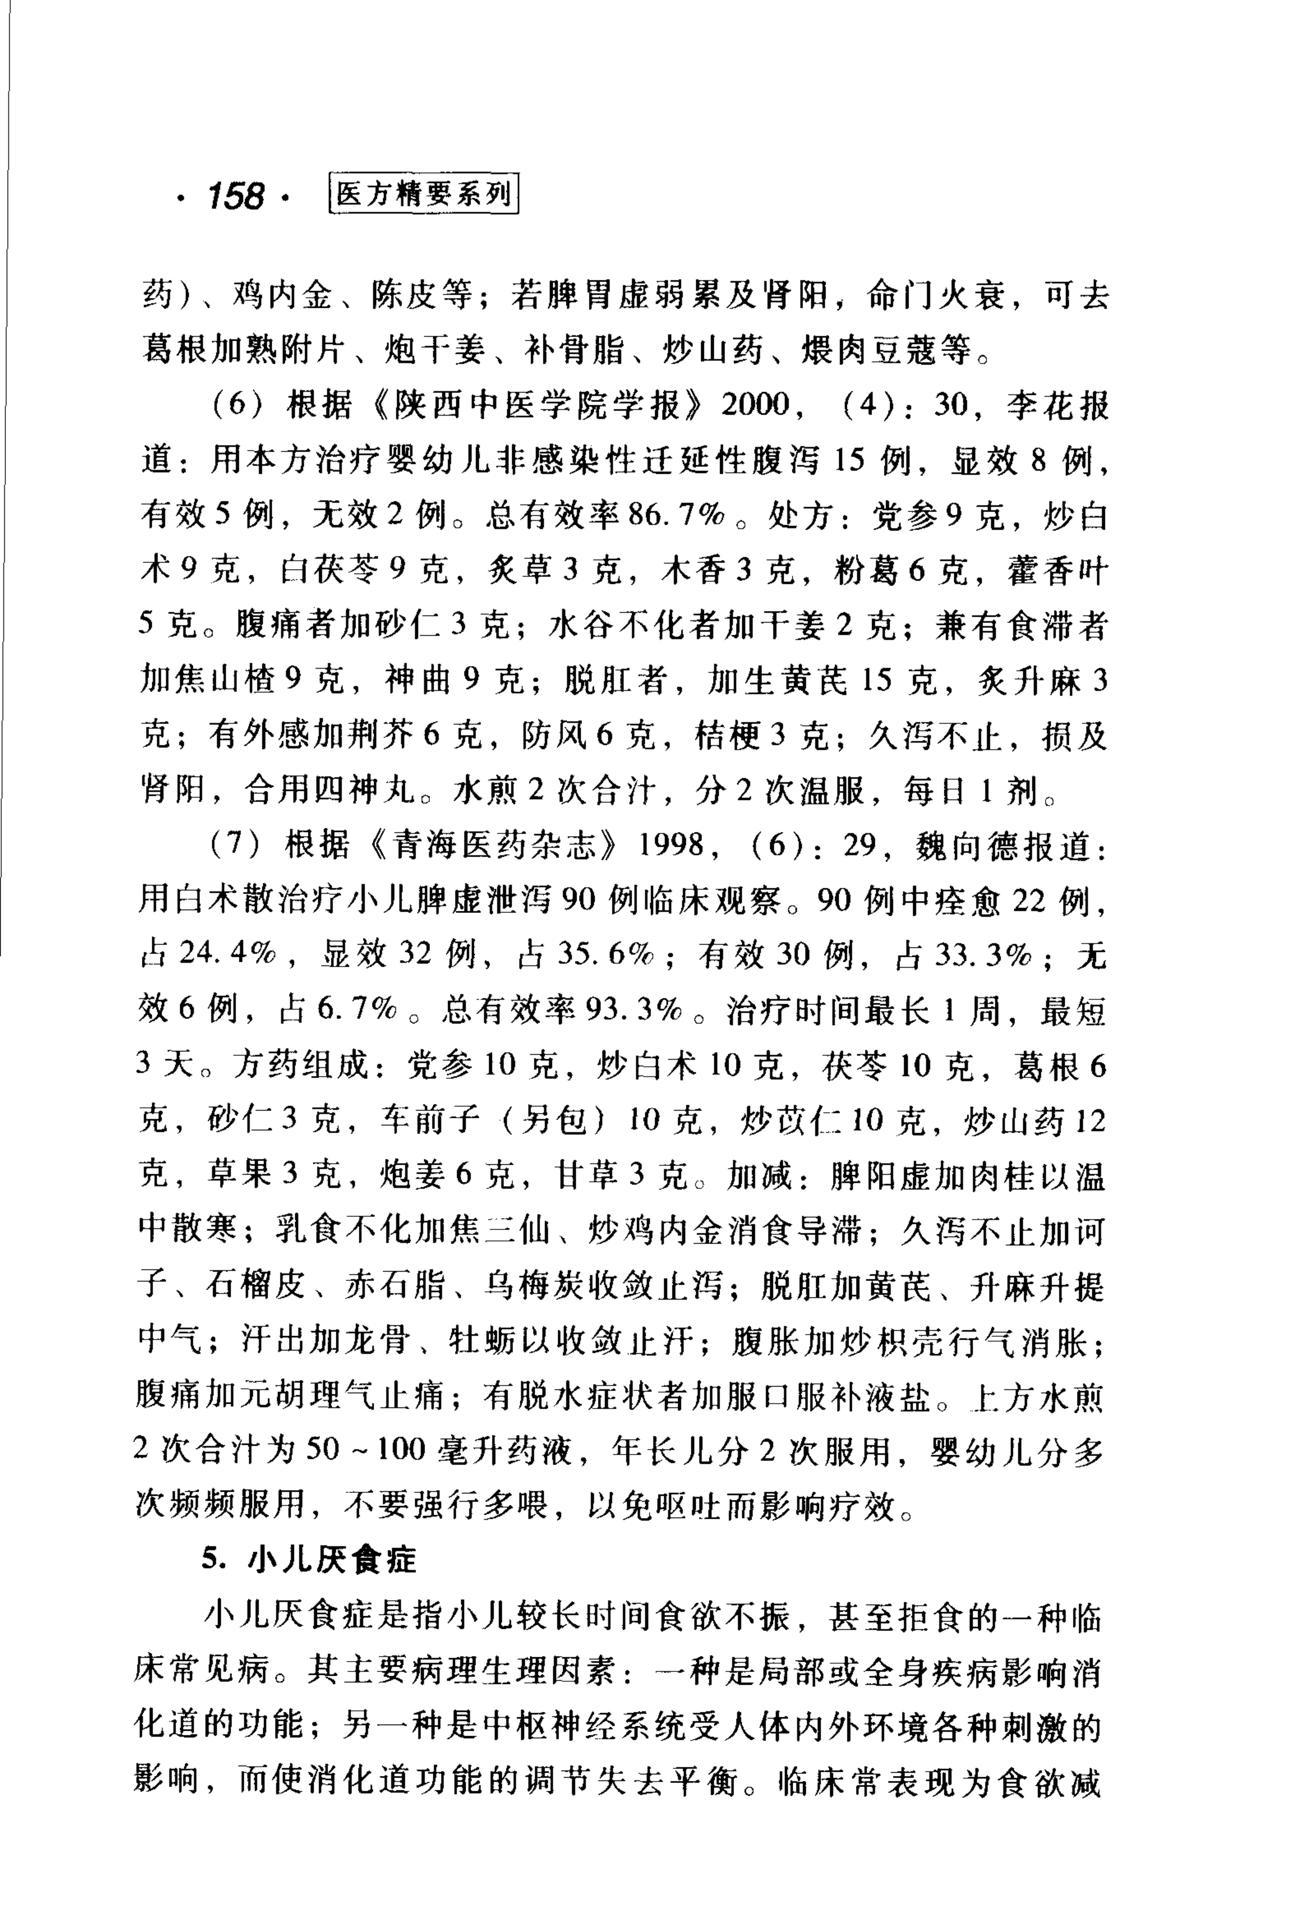 · 158 · 医方精要系列
药）、鸡内金、陈皮等；若脾胃虚弱累及肾阳，命门火衰，可去
葛根加熟附片、炮干姜、补骨脂、炒山药、煨肉豆蔻等。
（6）根据《陕西中医学院学报》2000，（4）：30，李花报
道：用本方治疗婴幼儿非感染性迁延性腹泻 15 例，显效 8 例，
有效 5 例，无效 2 例。总有效率 86.7%。处方：党参 9 克，炒白
术 9 克，白茯苓 9 克，炙草 3 克，木香 3 克，粉葛 6 克，藿香叶
5 克。腹痛者加砂仁 3 克；水谷不化者加干姜 2 克；兼有食滞者
加焦山楂 9 克，神曲 9 克；脱肛者，加生黄芪 15 克，炙升麻 3
克；有外感加荆芥 6 克，防风 6 克，桔梗 3 克；久泻不止，损及
肾阳，合用四神丸。水煎 2 次合汁，分 2 次温服，每日 1 剂。
（7）根据《青海医药杂志》1998，（6）：29，魏向德报道：
用白术散治疗小儿脾虚泄泻 90 例临床观察。90 例中痊愈 22 例，
占 24.4%，显效 32 例，占 35.6%；有效 30 例，占 33.3%；无
效 6 例，占 6.7%。总有效率 93.3%。治疗时间最长 1 周，最短
3 天。方药组成：党参 10 克，炒白术 10 克，茯苓 10 克，葛根 6
克，砂仁 3 克，车前子（另包）10 克，炒苡仁 10 克，炒山药 12
克，草果 3 克，炮姜 6 克，甘草 3 克。加减：脾阳虚加肉桂以温
中散寒；乳食不化加焦三仙、炒鸡内金消食导滞；久泻不止加诃
子、石榴皮、赤石脂、乌梅炭收敛止泻；脱肛加黄芪、升麻升提
中气；汗出加龙骨、牡蛎以收敛止汗；腹胀加炒枳壳行气消胀；
腹痛加元胡理气止痛；有脱水症状者加服口服补液盐。上方水煎
2 次合汁为 50～100 毫升药液，年长儿分 2 次服用，婴幼儿分多
次频频服用，不要强行多喂，以免呕吐而影响疗效。
5. 小儿厌食症
小儿厌食症是指小儿较长时间食欲不振，甚至拒食的一种临
床常见病。其主要病理生理因素：一种是局部或全身疾病影响消
化道的功能；另一种是中枢神经系统受人体内外环境各种刺激的
影响，而使消化道功能的调节失去平衡。临床常表现为食欲减